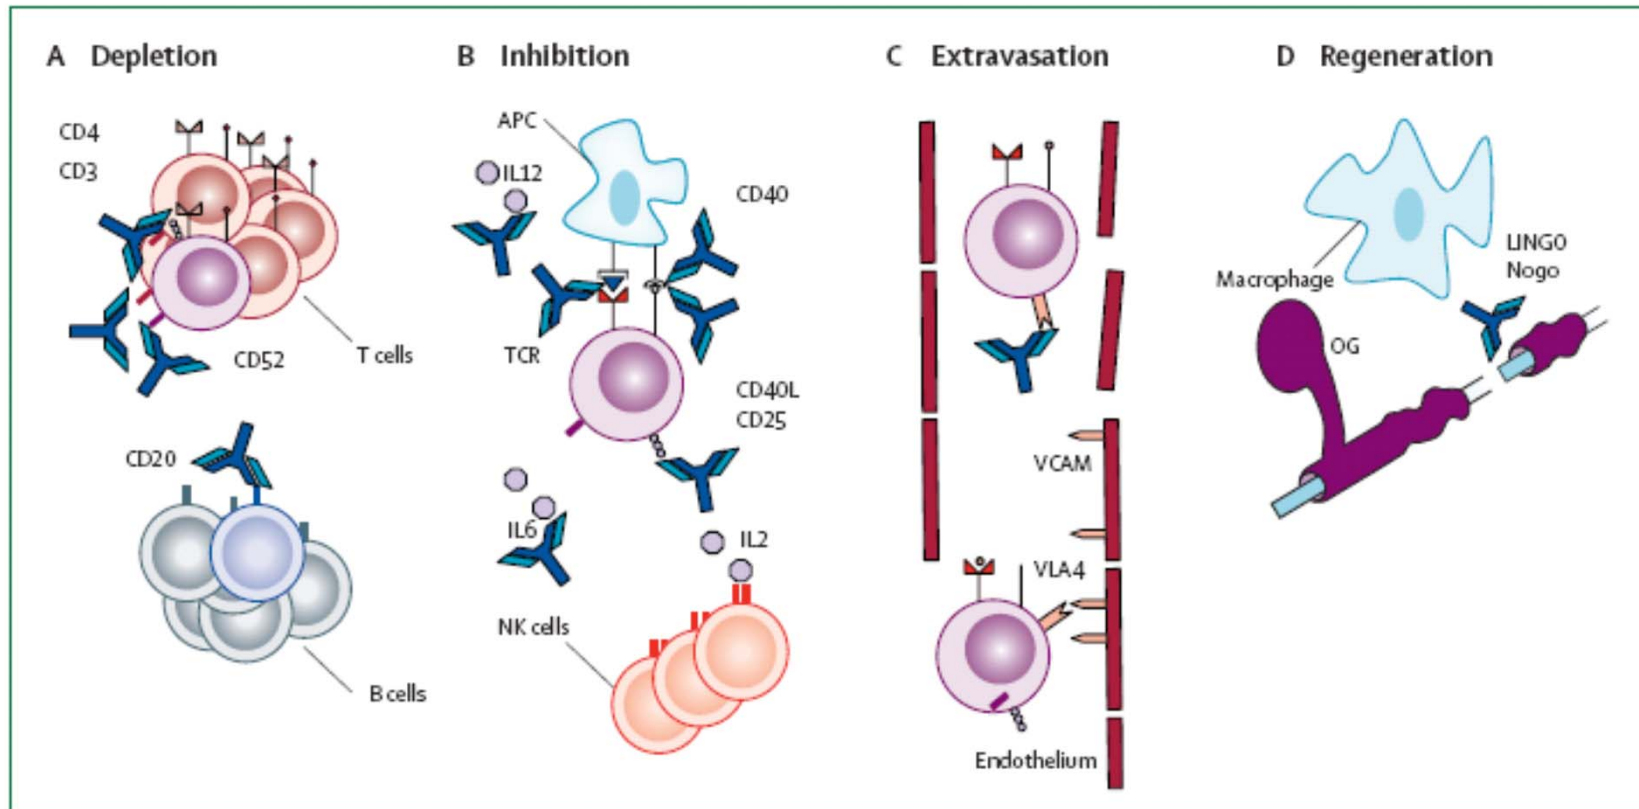 A Depletion
CD4
CD3
CD52
T cells
CD20
B cells
B Inhibition
APC
IL12
CD40
TCR
CD40L
CD25
IL6
IL2
NK cells
C Extravasation
VCAM
VLA4
Endothelium
D Regeneration
LINGO
Nogo
Macrophage
OG